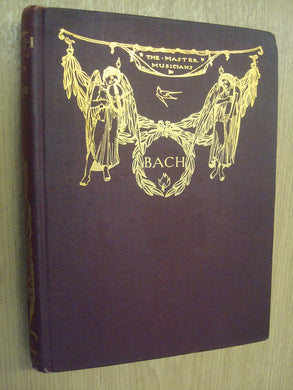 THE · MASTER
MUSICIANS
BACH